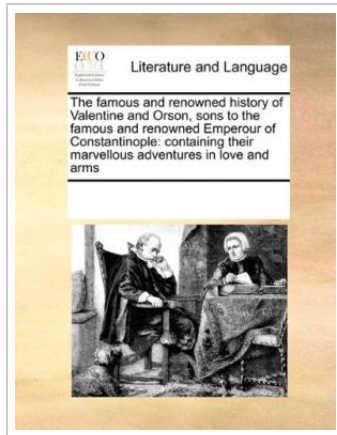 ECCO
Literature and Language
The famous and renowned history of
Valentine and Orson, sons to the
famous and renowned Emperour of
Constantinople: containing their
marvellous adventures in love and
arms